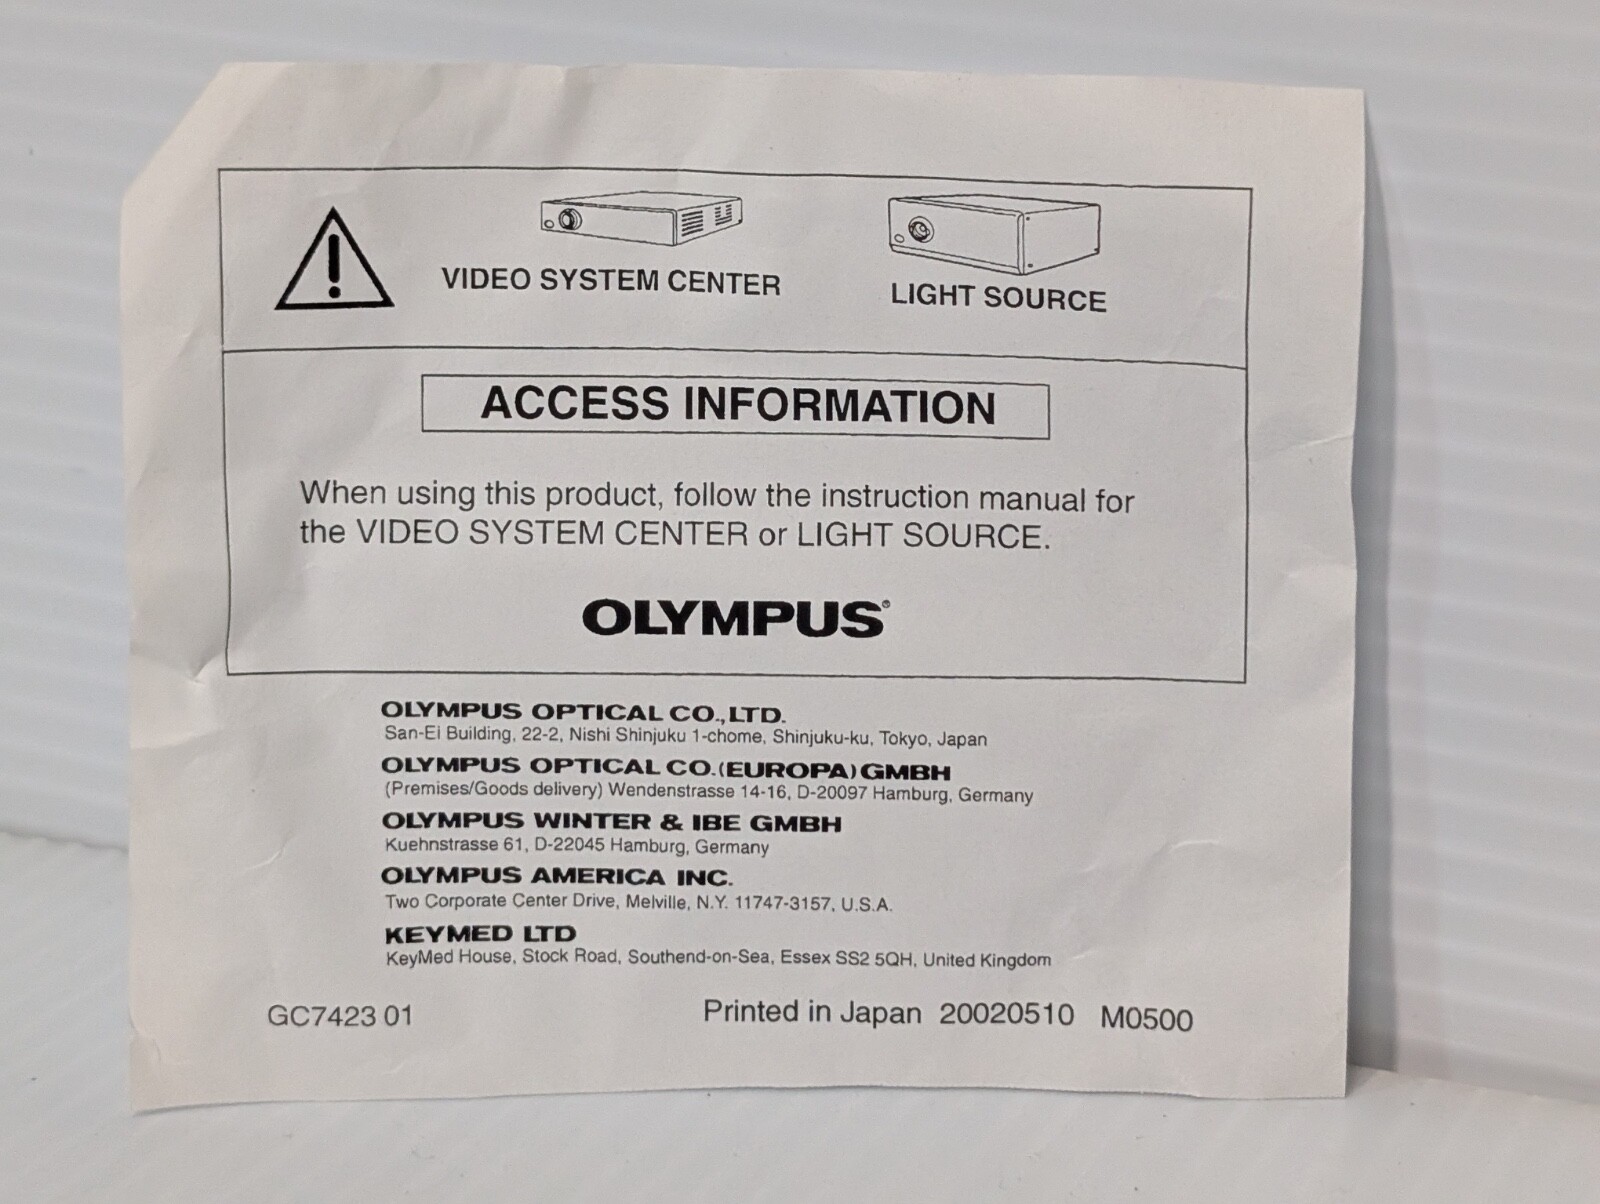 VIDEO SYSTEM CENTER
LIGHT SOURCE
ACCESS INFORMATION
When using this product, follow the instruction manual for
the VIDEO SYSTEM CENTER or LIGHT SOURCE.
OLYMPUS®
OLYMPUS OPTICAL CO.,LTD.
San-Ei Building, 22-2, Nishi Shinjuku 1-chome, Shinjuku-ku, Tokyo, Japan
OLYMPUS OPTICAL CO.(EUROPA)GMBH
(Premises/Goods delivery) Wendenstrasse 14-16, D-20097 Hamburg, Germany
OLYMPUS WINTER & IBE GMBH
Kuehnstrasse 61, D-22045 Hamburg, Germany
OLYMPUS AMERICA INC.
Two Corporate Center Drive, Melville, N.Y. 11747-3157, U.S.A.
KEYMED LTD
KeyMed House, Stock Road, Southend-on-Sea, Essex SS2 5QH, United Kingdom
GC7423 01
Printed in Japan 20020510 M0500